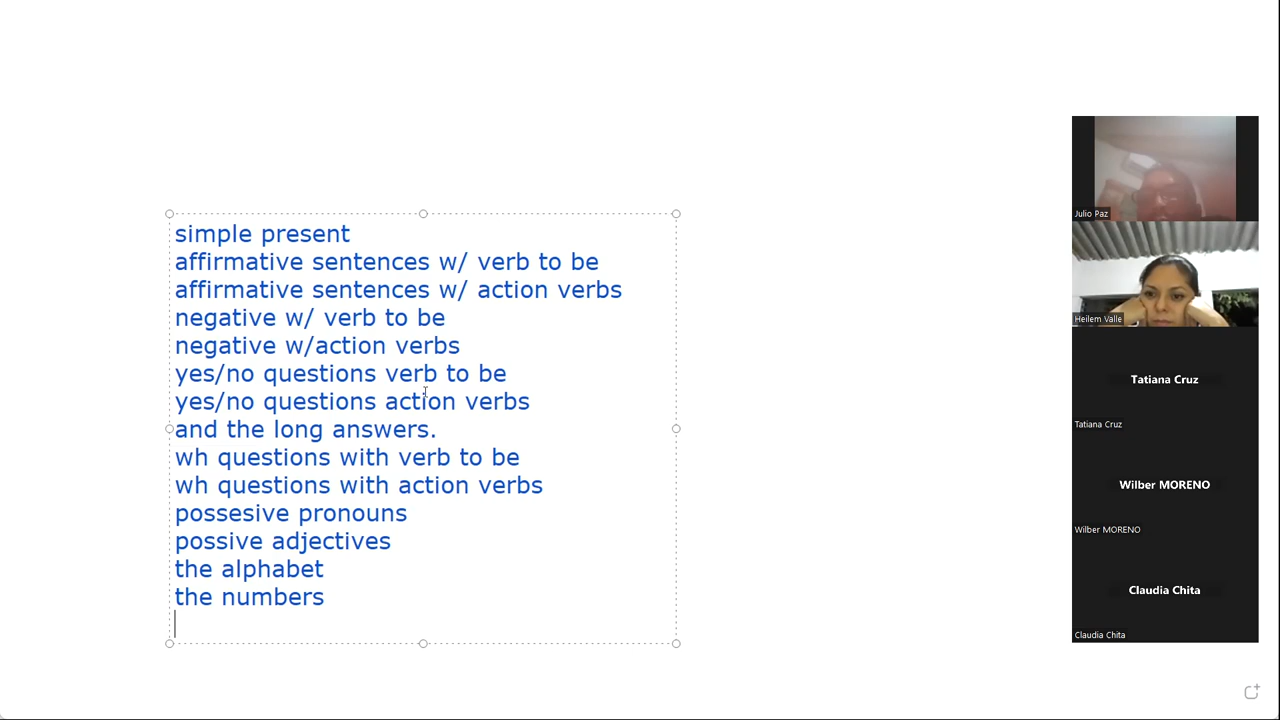 simple present
affirmative sentences w/ verb to be
affirmative sentences w/ action verbs
negative w/ verb to be
negative w/action verbs
yes/no questions verb to be
yes/no questions action verbs
and the long answers.
wh questions with verb to be
wh questions with action verbs
possesive pronouns
possive adjectives
the alphabet
the numbers
Julio Paz
Heilem Valle
Tatiana Cruz
Tatiana Cruz
Wilber MORENO
Wilber MORENO
Claudia Chita
Claudia Chita